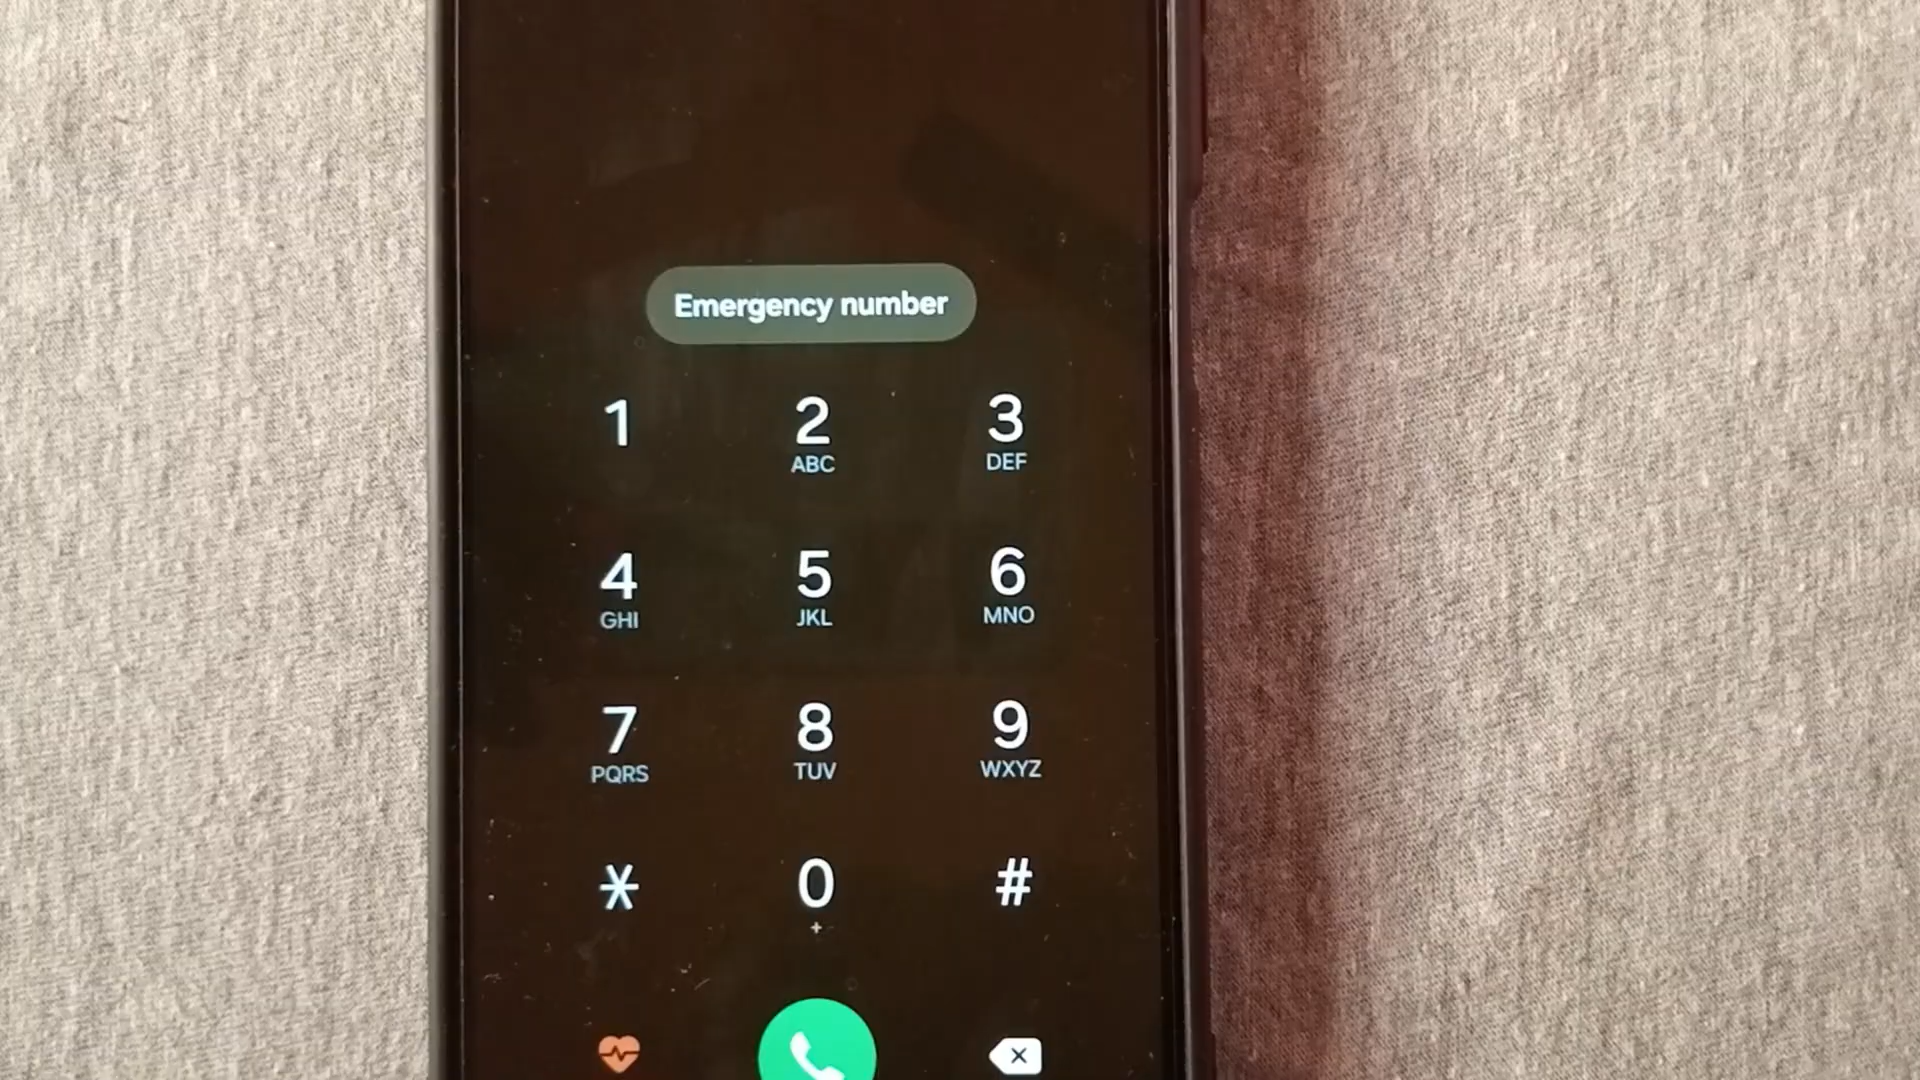 Emergency number
1 2 3
ABC DEF
4 5 6
GHI JKL MNO
7 8 9
PQRS TUV WXYZ
* 0 #
+